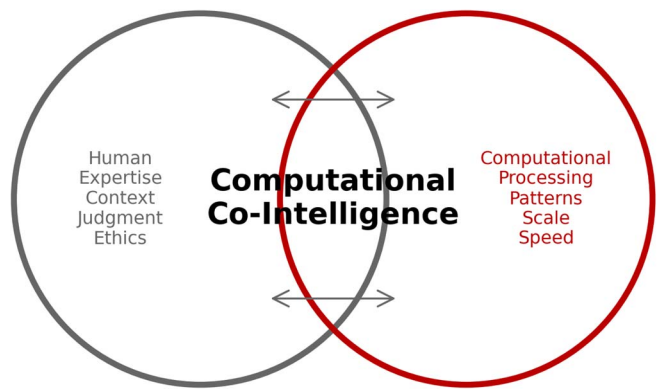 Human
Expertise
Context
Judgment
Ethics
Computational
Co-Intelligence
Computational
Processing
Patterns
Scale
Speed